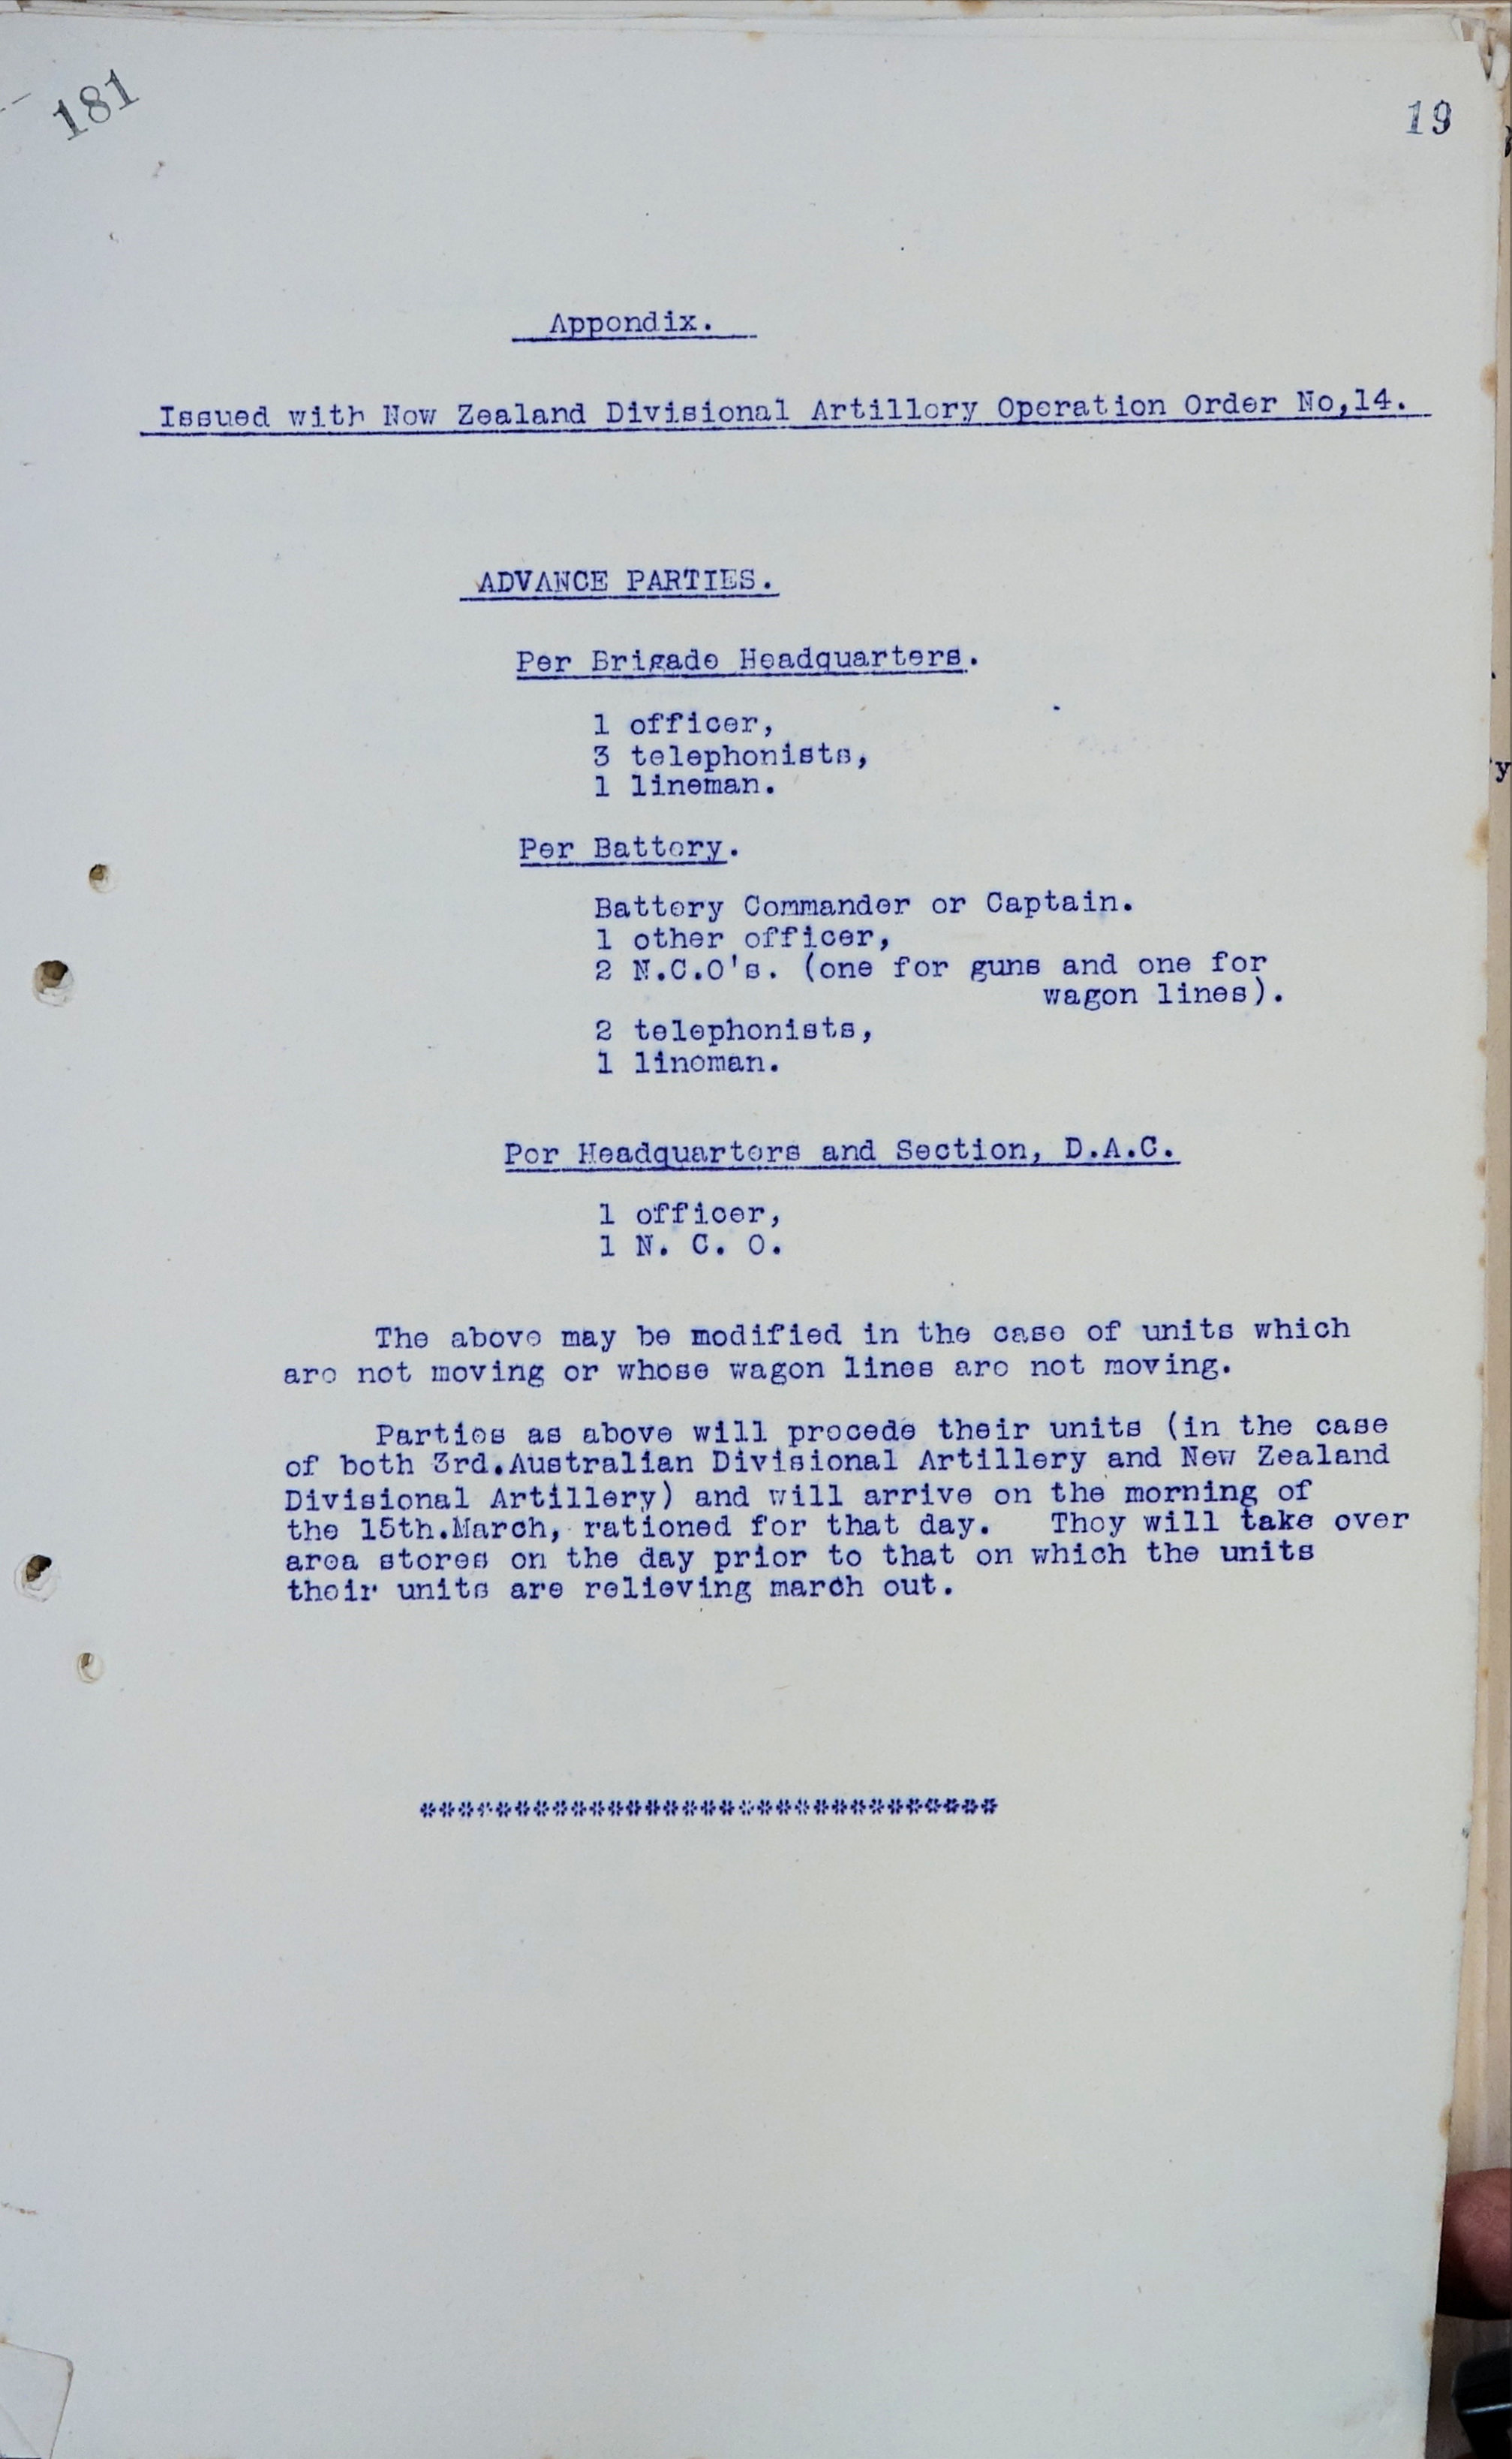 181
19
Appendix.
Issued with New Zealand Divisional Artillery Operation Order No,14.
ADVANCE PARTIES.
Per Brigade Headquarters.
1 officer,
3 telephonists,
1 lineman.
Per Battery.
Battery Commander or Captain.
1 other officer,
2 N.C.O's. (one for guns and one for
wagon lines).
2 telephonists,
1 lineman.
Per Headquarters and Section, D.A.C.
1 officer,
1 N. C. O.
The above may be modified in the case of units which
are not moving or whose wagon lines are not moving.
Parties as above will precede their units (in the case
of both 3rd.Australian Divisional Artillery and New Zealand
Divisional Artillery) and will arrive on the morning of
the 15th.March, rationed for that day. They will take over
area stores on the day prior to that on which the units
their units are relieving march out.
*******************************
y